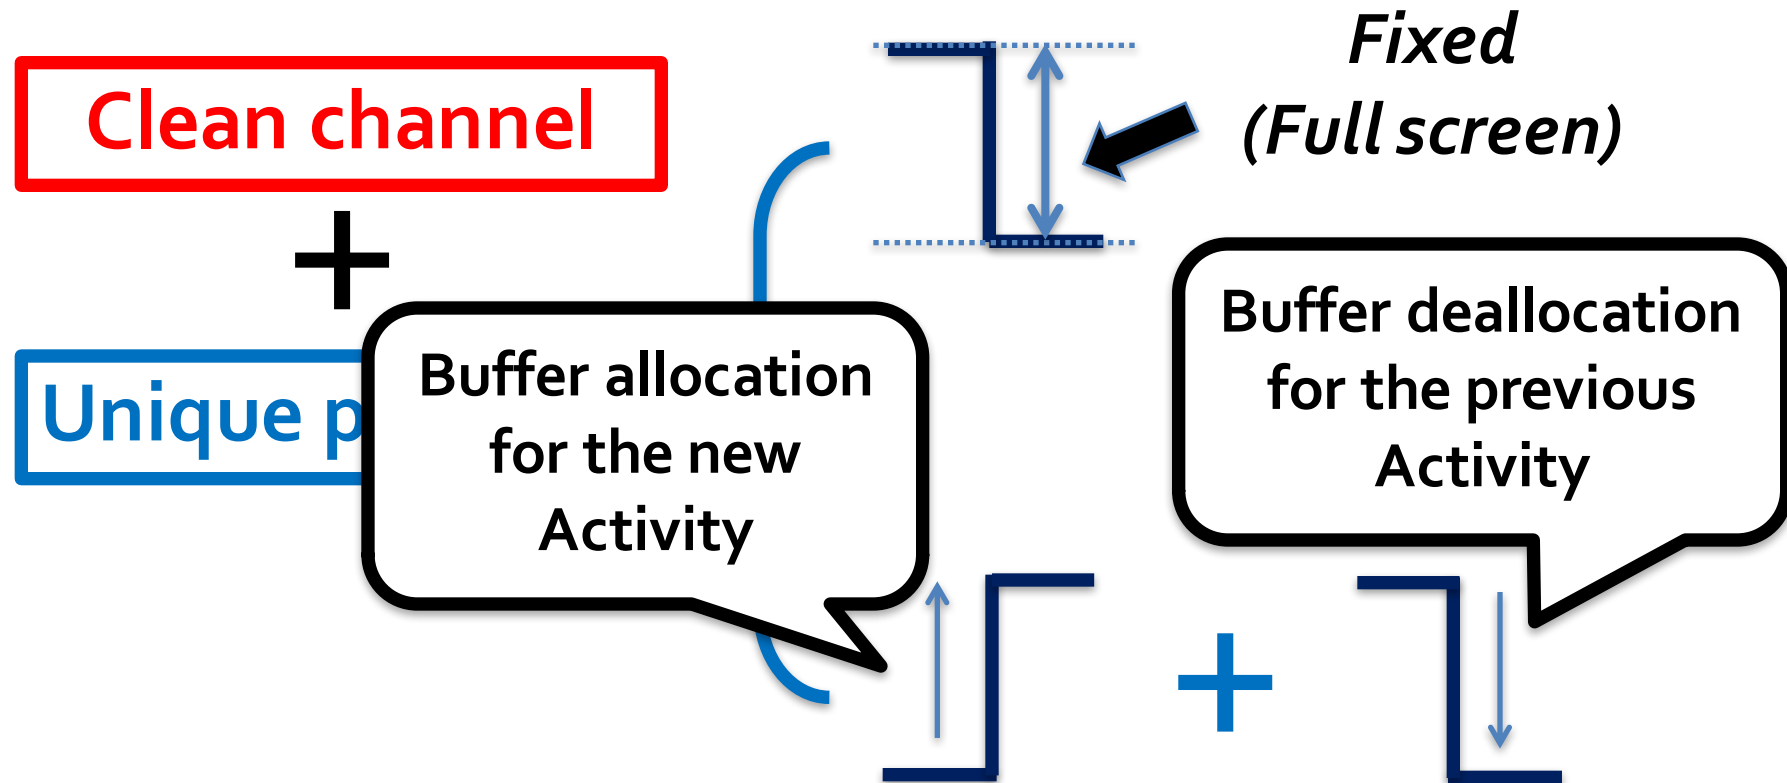 Clean channel
+
Unique p
Fixed
(Full screen)
Buffer allocation
for the new
Activity
Buffer deallocation
for the previous
Activity
+